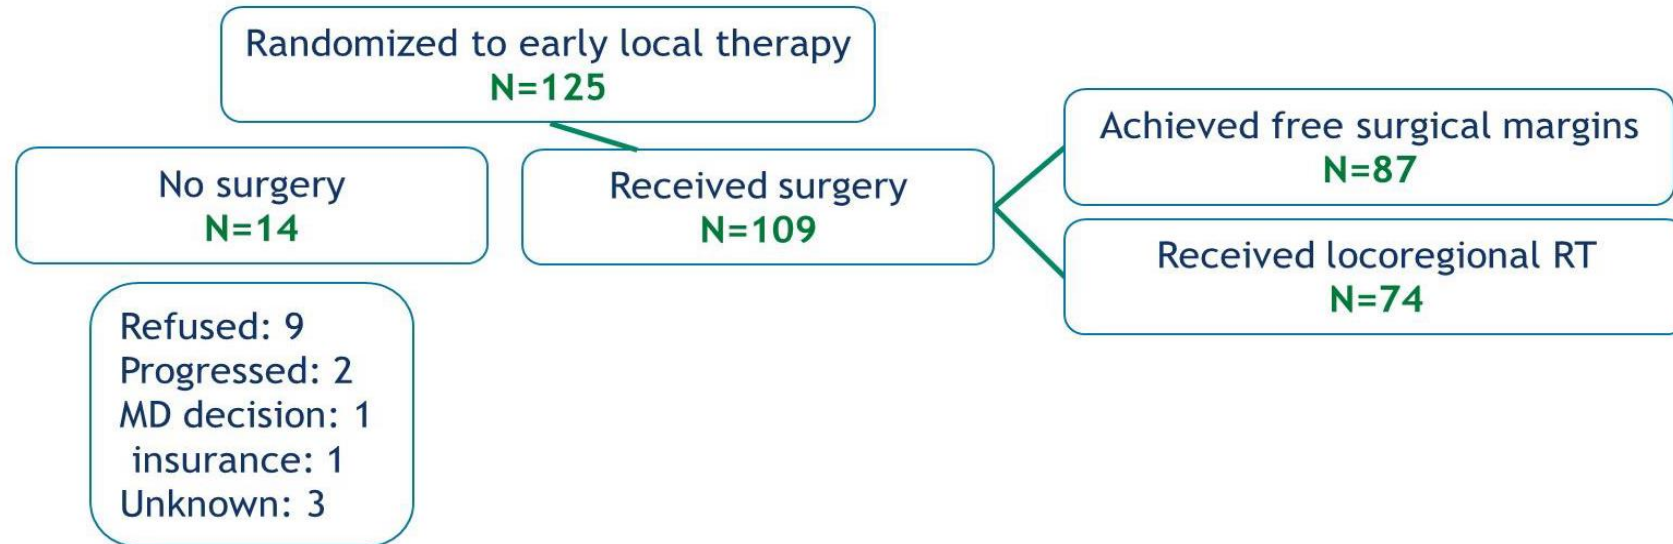 Randomized to early local therapy
N=125
No surgery
N=14
Received surgery
N=109
Achieved free surgical margins
N=87
Received locoregional RT
N=74
Refused: 9
Progressed: 2
MD decision: 1
insurance: 1
Unknown: 3